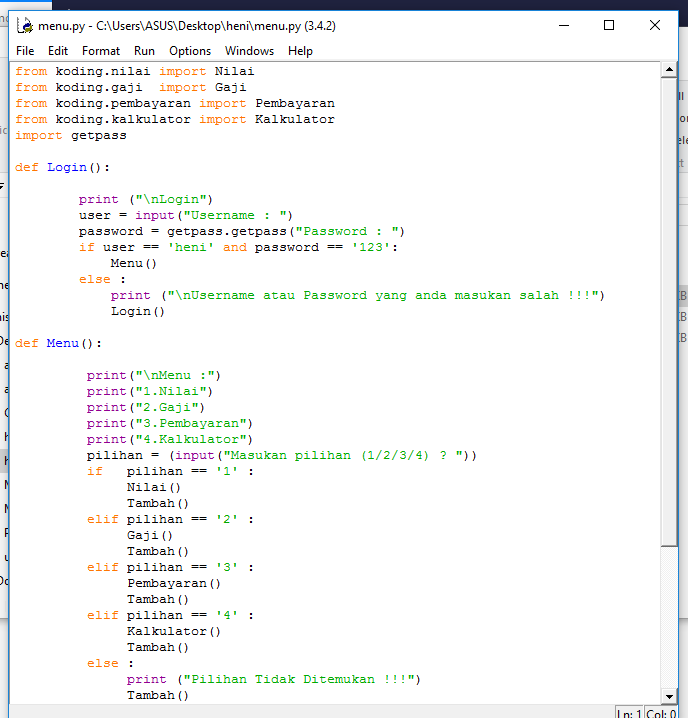 menu.py - C:\Users\ASUS\Desktop\heni\menu.py (3.4.2)
File Edit Format Run Options Windows Help
from koding.nilai import Nilai
from koding.gaji  import Gaji
from koding.pembayaran import Pembayaran
from koding.kalkulator import Kalkulator
import getpass
def Login():
print ("\nLogin")
user = input("Username : ")
password = getpass.getpass("Password : ")
if user == 'heni' and password == '123':
Menu()
else :
print ("\nUsername atau Password yang anda masukan salah !!!")
Login()
def Menu():
print("\nMenu :")
print("1.Nilai")
print("2.Gaji")
print("3.Pembayaran")
print("4.Kalkulator")
pilihan = (input("Masukan pilihan (1/2/3/4) ? "))
if   pilihan == '1' :
Nilai()
Tambah()
elif pilihan == '2' :
Gaji()
Tambah()
elif pilihan == '3' :
Pembayaran()
Tambah()
elif pilihan == '4' :
Kalkulator()
Tambah()
else :
print ("Pilihan Tidak Ditemukan !!!")
Tambah()
Ln: 1 Col: 0